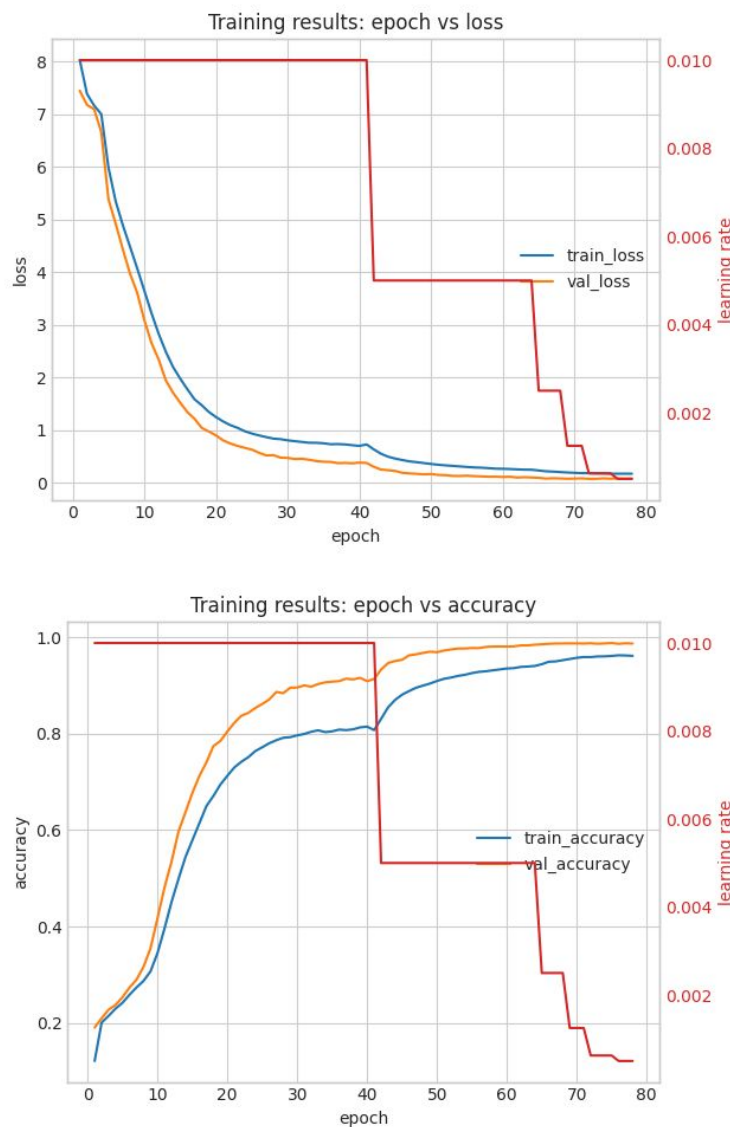 Training results: epoch vs loss
8
7
6
5
4
3
2
1
0
loss
0 10 20 30 40 50 60 70 80
epoch
0.010
0.008
0.006
0.004
0.002
learning rate
train_loss
val_loss
Training results: epoch vs accuracy
1.0
0.8
0.6
0.4
0.2
accuracy
0 10 20 30 40 50 60 70 80
epoch
0.010
0.008
0.006
0.004
0.002
learning rate
train_accuracy
val_accuracy